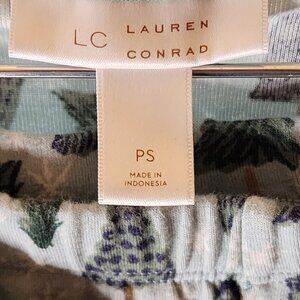 LC LAUREN
CONRAD
PS
MADE IN
INDONESIA